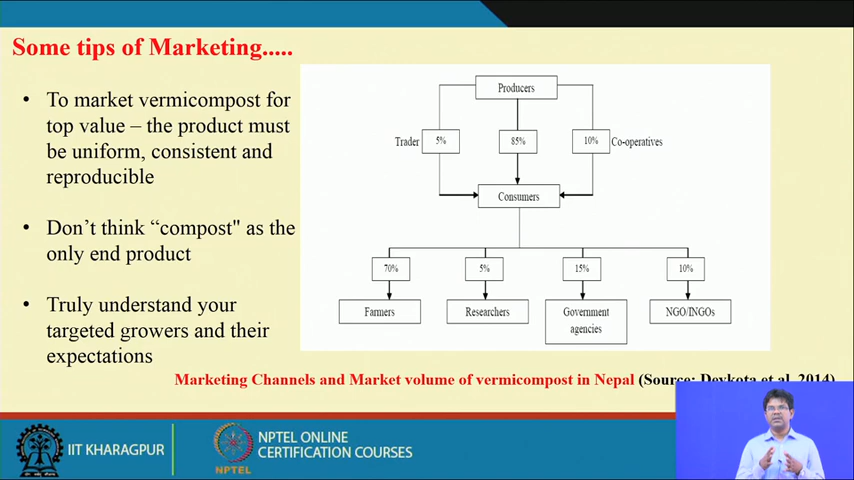 Some tips of Marketing.....
• To market vermicompost for
top value – the product must
be uniform, consistent and
reproducible
• Don't think “compost" as the
only end product
• Truly understand your
targeted growers and their
expectations
Producers
Trader 5% 85% 10% Co-operatives
Consumers
70% 5% 15% 10%
Farmers Researchers Government
agencies NGO/INGOs
Marketing Channels and Market volume of vermicompost in Nepal (Source: Devkota et al. 2014)
IIT KHARAGPUR
NPTEL
NPTEL ONLINE
CERTIFICATION COURSES